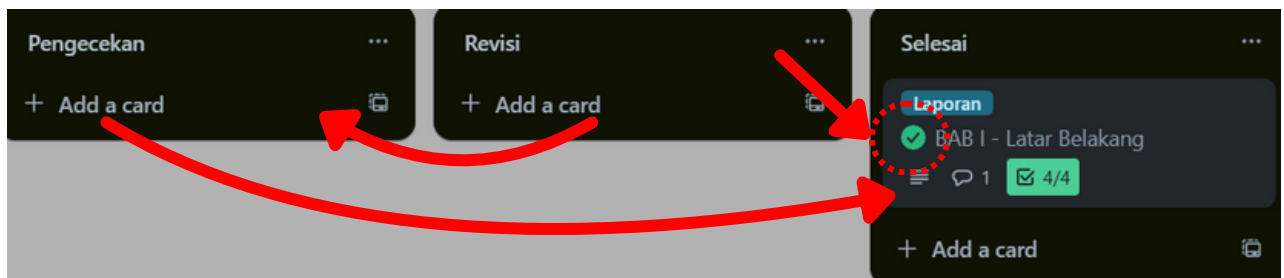 Pengecekan
+ Add a card
Revisi
+ Add a card
Selesai
Laporan
BAB I - Latar Belakang
1
4/4
+ Add a card